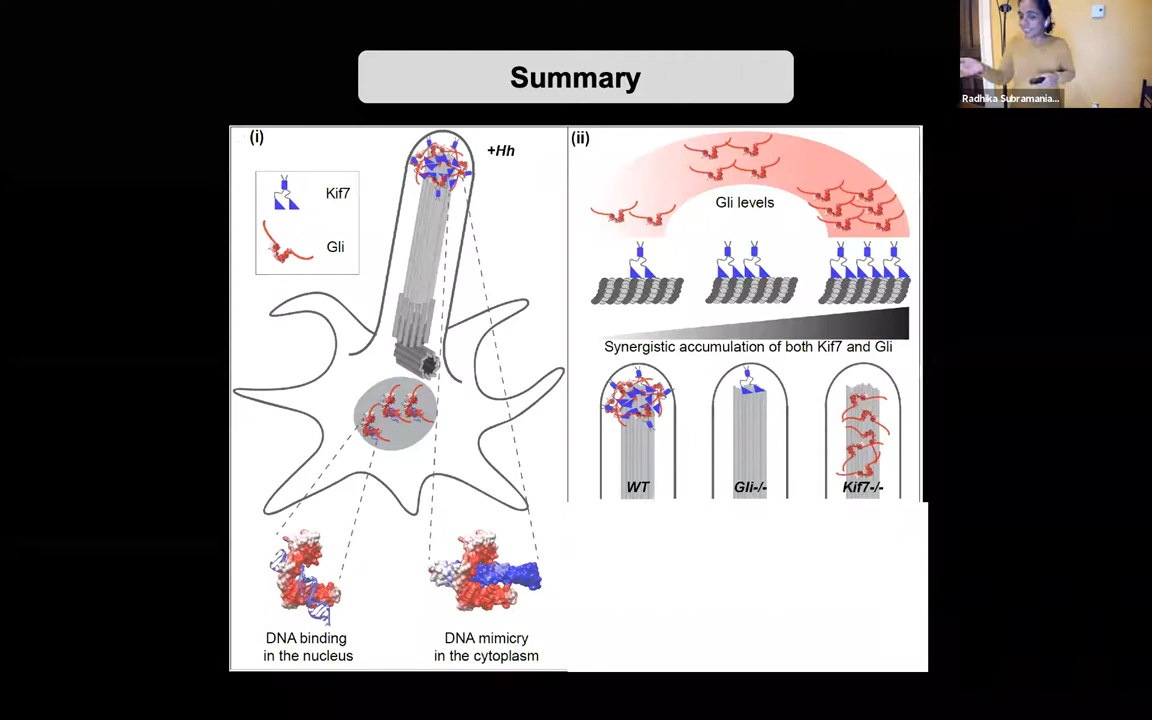 Summary
Radhika Subramania...
(i)
+Hh
Kif7
Gli
DNA binding
in the nucleus
DNA mimicry
in the cytoplasm
(ii)
Gli levels
Synergistic accumulation of both Kif7 and Gli
WT
Gli-/-
Kif7-/-